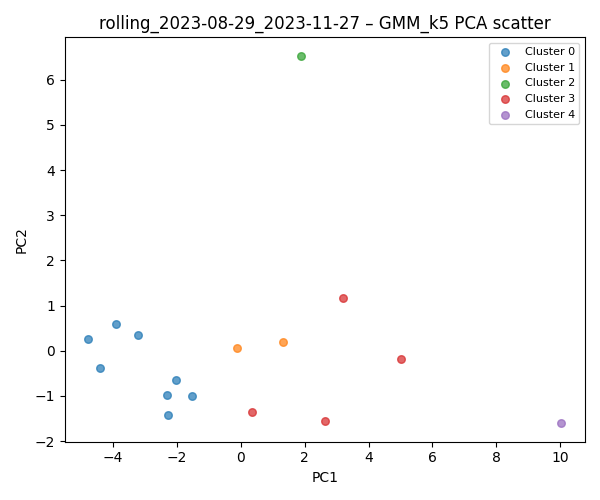 rolling_2023-08-29_2023-11-27 – GMM_k5 PCA scatter
Cluster 0
Cluster 1
Cluster 2
Cluster 3
Cluster 4
PC2
6
5
4
3
2
1
0
−1
−2
−4
−2
0
2
4
6
8
10
PC1